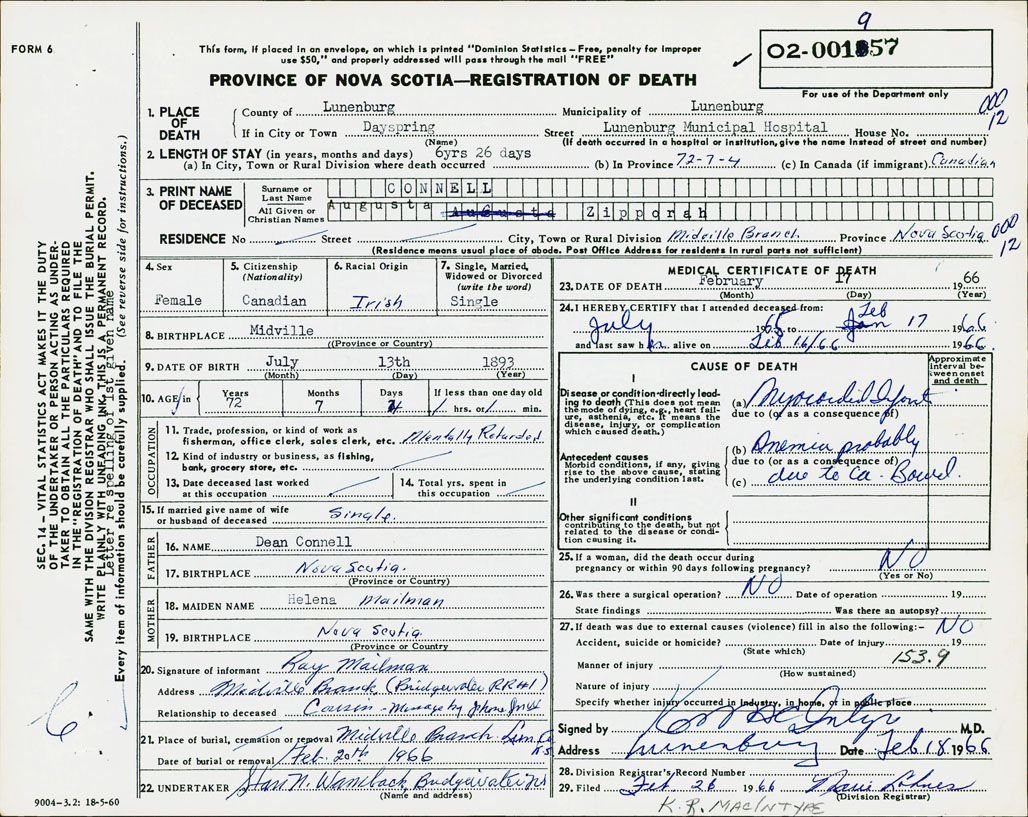 9
FORM 6
This form, if placed in an envelope, on which is printed "Dominion Statistics – Free, penalty for improper
use $50," and properly addressed will pass through the mail "FREE"
02-001857
PROVINCE OF NOVA SCOTIA—REGISTRATION OF DEATH
For use of the Department only
1. PLACE OF DEATH
County of Lunenburg Municipality of Lunenburg
000
12
If in City or Town Dayspring Street Lunenburg Municipal Hospital House No.
(Name) (If death occurred in a hospital or institution, give the name instead of street and number)
2. LENGTH OF STAY (in years, months and days) 6yrs 26 days
(a) In City, Town or Rural Division where death occurred (b) In Province 72-7-4 (c) In Canada (if immigrant) Canadian
3. PRINT NAME OF DECEASED
Surname or Last Name CONNELL
All Given or Christian Names Augusta Augusta Zipporah
000
12
RESIDENCE No Street City, Town or Rural Division Midville Branch Province Nova Scotia
(Residence means usual place of abode. Post Office Address for residents in rural parts not sufficient)
4. Sex
Female
5. Citizenship (Nationality)
Canadian
6. Racial Origin
Irish
7. Single, Married, Widowed or Divorced (write the word)
Single
8. BIRTHPLACE Midville
(Province or Country)
9. DATE OF BIRTH July 13th 1893
(Month) (Day) (Year)
10. AGE in Years 72 Months 7 Days 4 If less than one day old hrs. or min.
OCCUPATION
11. Trade, profession, or kind of work as
fisherman, office clerk, sales clerk, etc. Mentally Retarded
12. Kind of industry or business, as fishing,
bank, grocery store, etc.
13. Date deceased last worked at this occupation
14. Total yrs. spent in this occupation
15. If married give name of wife
or husband of deceased Single.
FATHER
16. NAME Dean Connell
17. BIRTHPLACE Nova Scotia.
(Province or Country)
MOTHER
18. MAIDEN NAME Helena Mailman
19. BIRTHPLACE Nova Scotia.
(Province or Country)
20. Signature of informant Ray Mailman
Address Midville Branch (Bridgewater RR#1)
Relationship to deceased Cousin - Message by phone
21. Place of burial, cremation or removal Midville Branch Lun. Co
N.S
Date of burial or removal Feb. 20th 1966
22. UNDERTAKER Bridgewater NS
(Name and address)
9004-3.2: 18-5-60
MEDICAL CERTIFICATE OF DEATH
23. DATE OF DEATH February 17 1966
(Month) (Day) (Year)
24. I HEREBY CERTIFY that I attended deceased from:
July 1965 to Jan Feb 17 1966
and last saw her alive on Feb 16/66 1966.
CAUSE OF DEATH
Approximate interval between onset and death
I
Disease or condition directly leading to death (This does not mean the mode of dying, e.g., heart failure, asthenia, etc. It means the disease, injury, or complication which caused death.)
(a) Myocardial Infarct
due to (or as a consequence of)
Antecedent causes
Morbid conditions, if any, giving rise to the above cause, stating the underlying condition last.
(b) Anemia probably
due to (or as a consequence of)
(c) due to Ca. Bowel.
II
Other significant conditions
contributing to the death, but not related to the disease or condition causing it.
25. If a woman, did the death occur during
pregnancy or within 90 days following pregnancy? NO
(Yes or No)
26. Was there a surgical operation? NO Date of operation 19
State findings Was there an autopsy?
27. If death was due to external causes (violence) fill in also the following:– NO
Accident, suicide or homicide? Date of injury 19
(State which)
153.9
Manner of injury
(How sustained)
Nature of injury
Specify whether injury occurred in industry, in home, or in public place
Signed by M.D.
Address Lunenburg Date Feb 18 1966
28. Division Registrar's Record Number
29. Filed Feb 28 1966
(Division Registrar)
K.R. MACINTYRE
SEC. 14 – VITAL STATISTICS ACT MAKES IT THE DUTY
OF THE UNDERTAKER OR PERSON ACTING AS UNDER-
TAKER TO OBTAIN ALL THE PARTICULARS REQUIRED
IN THE "REGISTRATION OF DEATH" AND TO FILE THE
SAME WITH THE DIVISION REGISTRAR WHO SHALL ISSUE THE BURIAL PERMIT.
WRITE PLAINLY WITH UNFADING INK, THIS IS A PERMANENT RECORD.
Letter re spelling of 1st given name
Every item of information should be carefully supplied. (See reverse side for instructions.)